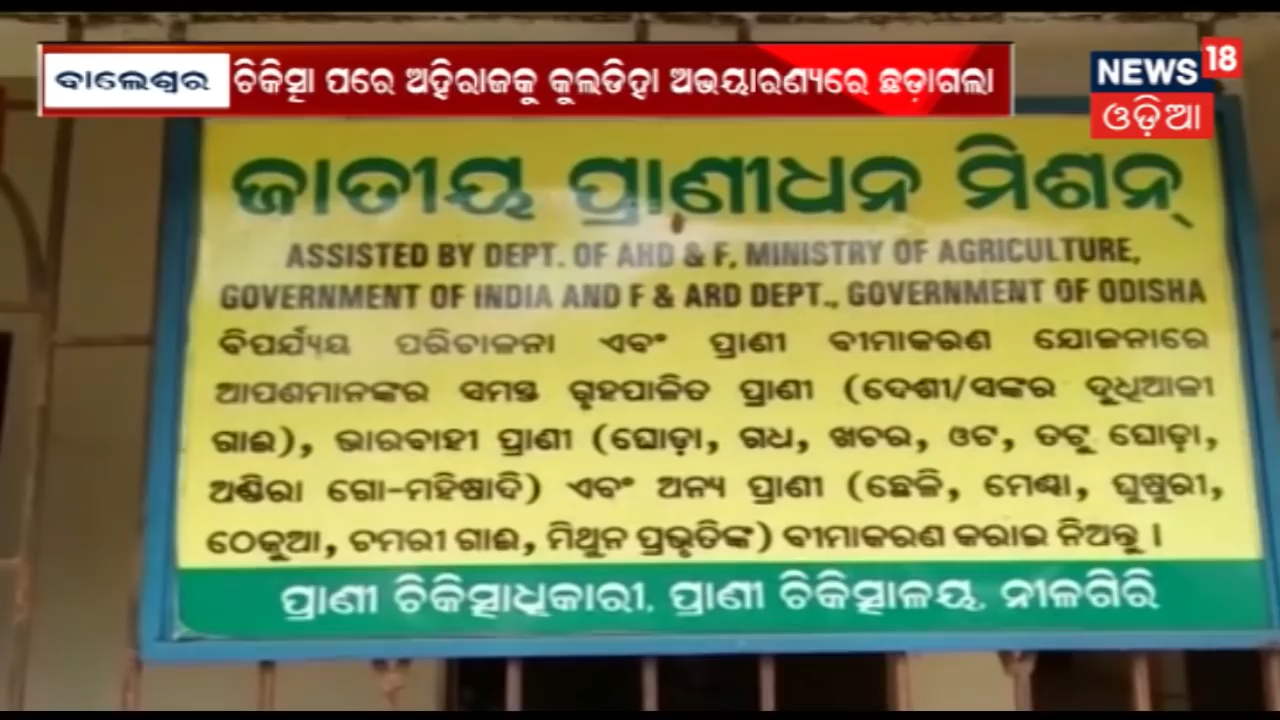 ବାଲେଶ୍ୱର ଚିକିତ୍ସା ପରେ ଅହିରାଜକୁ କୁଲଡିହା ଅଭୟାରଣ୍ୟରେ ଛଡ଼ାଗଲା
NEWS 18
ଓଡ଼ିଆ
ଜାତୀୟ ପ୍ରାଣୀଧନ ମିଶନ୍
ASSISTED BY DEPT. OF AHD & F, MINISTRY OF AGRICULTURE,
GOVERNMENT OF INDIA AND F & ARD DEPT., GOVERNMENT OF ODISHA
ବିପର୍ଯ୍ୟୟ ପରିଚାଳନା ଏବଂ ପ୍ରାଣୀ ବୀମାକରଣ ଯୋଜନାରେ
ଆପଣମାନଙ୍କର ସମସ୍ତ ଗୃହପାଳିତ ପ୍ରାଣୀ (ଦେଶୀ/ସଙ୍କର ଦୁଧିଆଳୀ
ଗାଈ), ଭାରବାହୀ ପ୍ରାଣୀ (ଘୋଡ଼ା, ଗଧ, ଖଚର, ଓଟ, ଟଟୁ ଘୋଡ଼ା,
ଅଣ୍ଡିରା ଗୋ-ମହିଷାଦି) ଏବଂ ଅନ୍ୟ ପ୍ରାଣୀ (ଛେଳି, ମେଣ୍ଢା, ଘୁଷୁରୀ,
ଠେକୁଆ, ଚମରୀ ଗାଈ, ମିଥୁନ ପ୍ରଭୃତିଙ୍କ) ବୀମାକରଣ କରାଇ ନିଅନ୍ତୁ ।
ପ୍ରାଣୀ ଚିକିତ୍ସାଧିକାରୀ, ପ୍ରାଣୀ ଚିକିତ୍ସାଳୟ, ନୀଳଗିରି